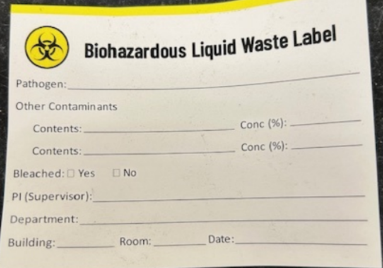 Biohazardous Liquid Waste Label
Pathogen:
Other Contaminants
Contents: Conc (%):
Contents: Conc (%):
Bleached: ☐ Yes ☐ No
PI (Supervisor):
Department:
Building: Room: Date: